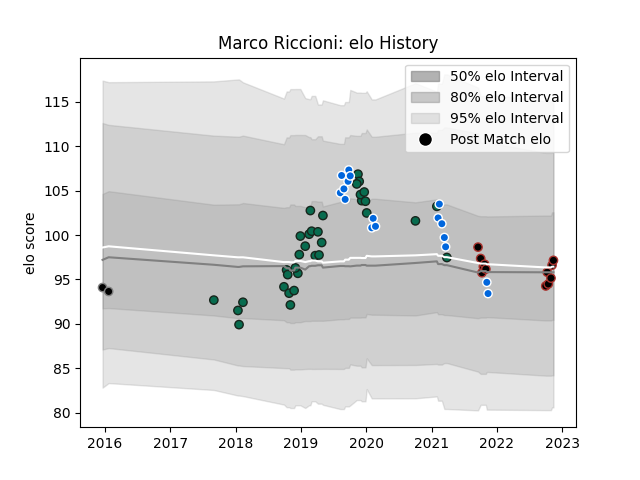 Marco Riccioni: elo History
50% elo Interval
80% elo Interval
95% elo Interval
Post Match elo
elo score
115
110
105
100
95
90
85
80
2016 2017 2018 2019 2020 2021 2022 2023